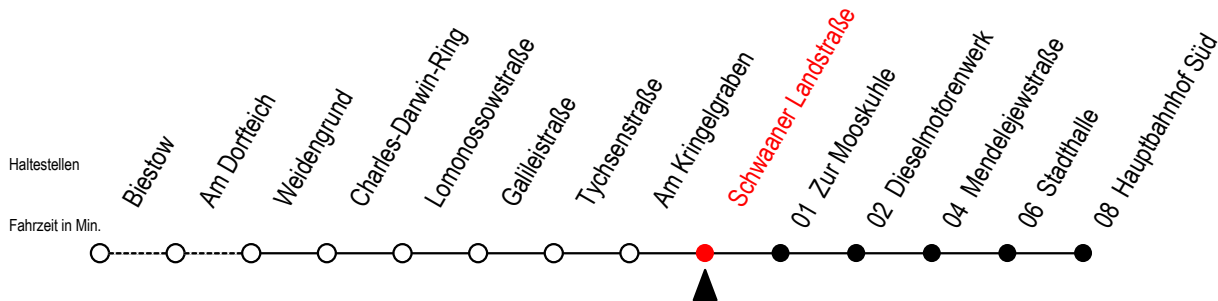 Haltestellen
Fahrzeit in Min.
Biestow
Am Dorfteich
Weidengrund
Charles-Darwin-Ring
Lomonossowstraße
Galileistraße
Tychsenstraße
Am Kringelgraben
Schwaaner Landstraße
01 Zur Mooskuhle
02 Dieselmotorenwerk
04 Mendelejewstraße
06 Stadthalle
08 Hauptbahnhof Süd